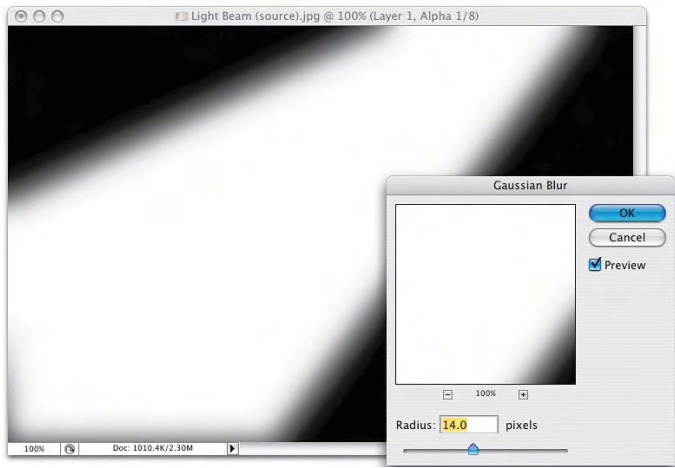 Light Beam (source).jpg @ 100% (Layer 1, Alpha 1/8)
Gaussian Blur
OK
Cancel
Preview
100%
Radius: 14.0 pixels
100%
Doc: 1010.4K/2.30M